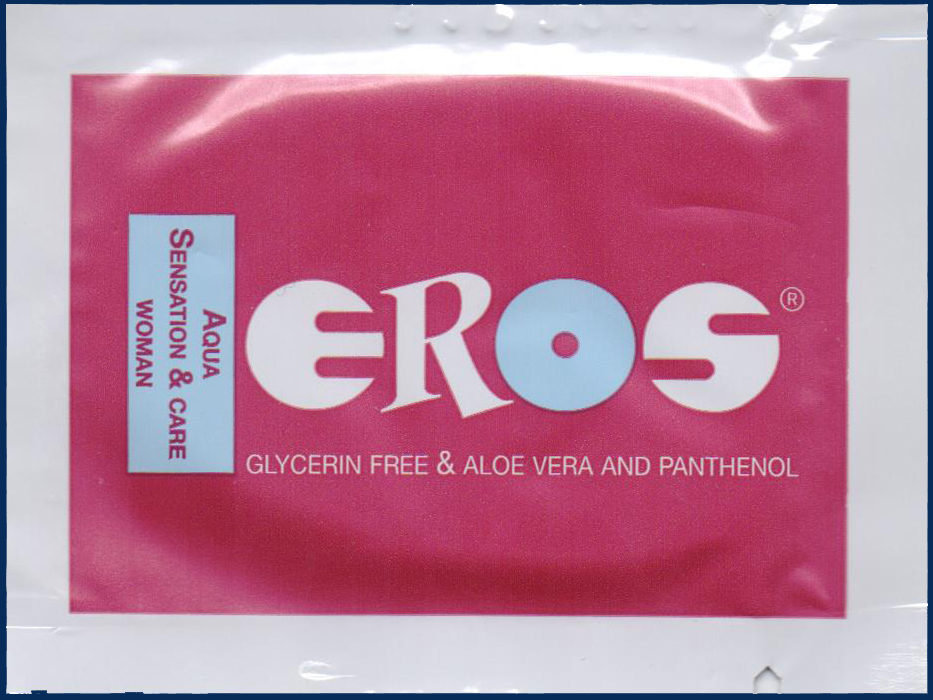 AQUA
SENSATION & CARE
WOMAN
EROS®
GLYCERIN FREE & ALOE VERA AND PANTHENOL